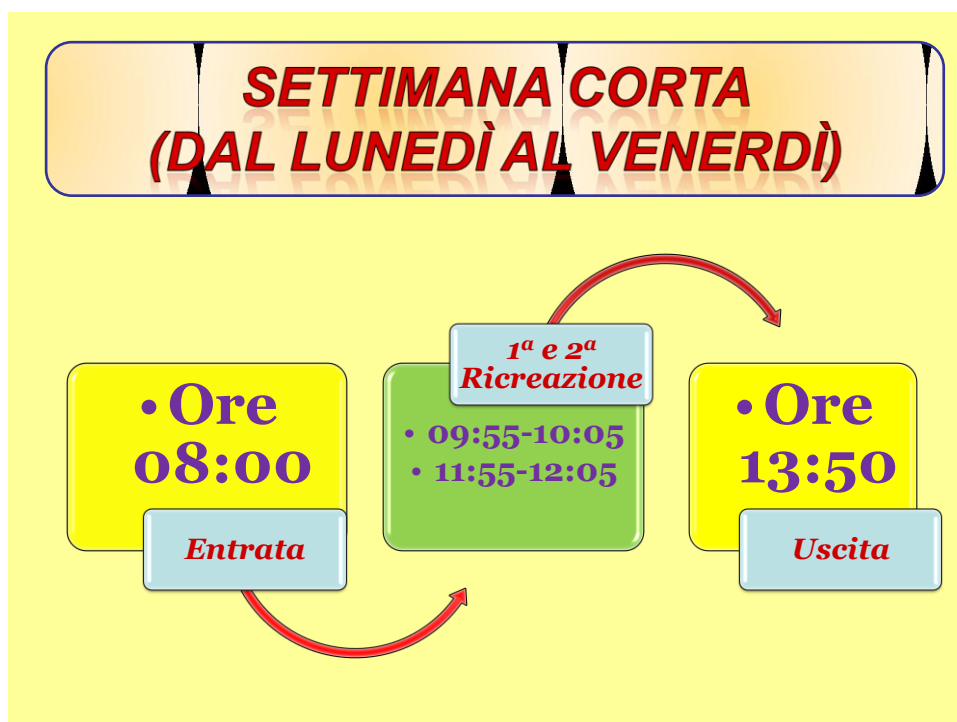 SETTIMANA CORTA
(DAL LUNEDÌ AL VENERDÌ)
• Ore
08:00
Entrata
1ª e 2ª
Ricreazione
• 09:55-10:05
• 11:55-12:05
• Ore
13:50
Uscita